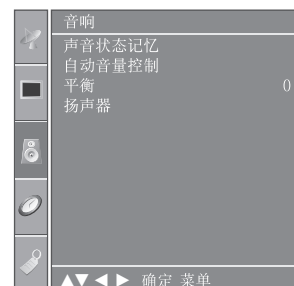 音响
声音状态记忆
自动音量控制
平衡 0
扬声器
▲▼◀▶ 确定 菜单